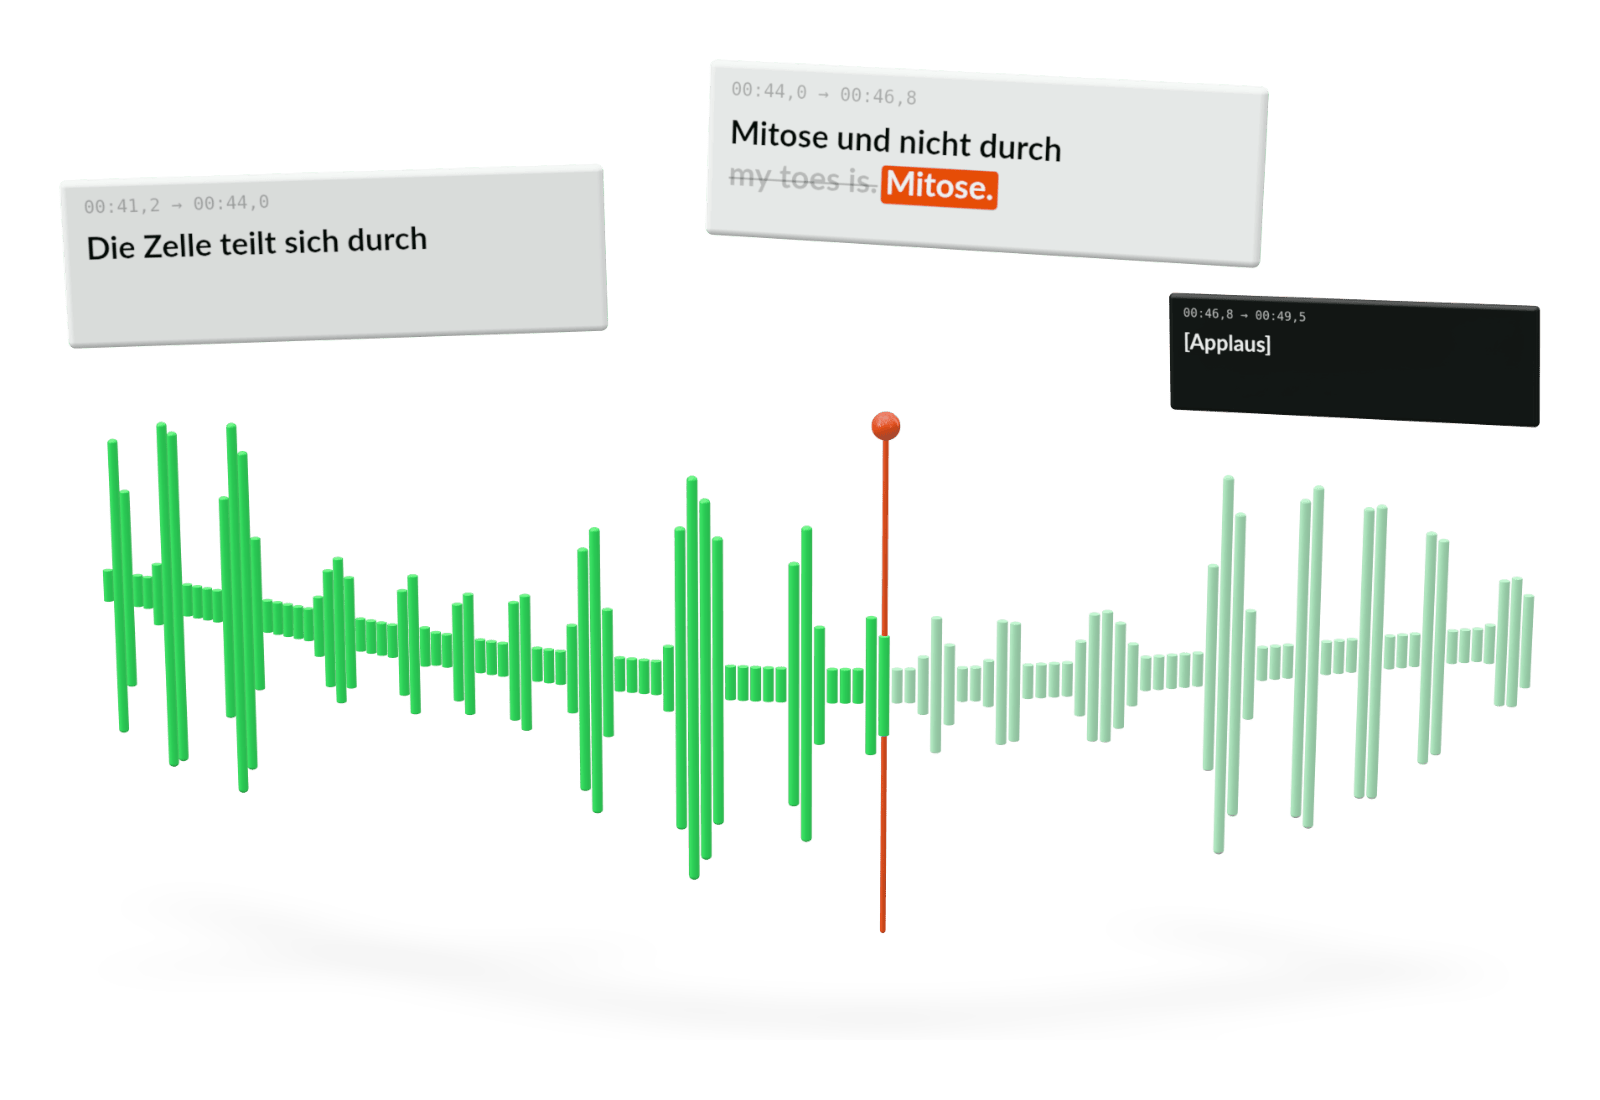 00:41,2 → 00:44,0
Die Zelle teilt sich durch
00:44,0 → 00:46,8
Mitose und nicht durch
my toes is. Mitose.
00:46,8 → 00:49,5
[Applaus]